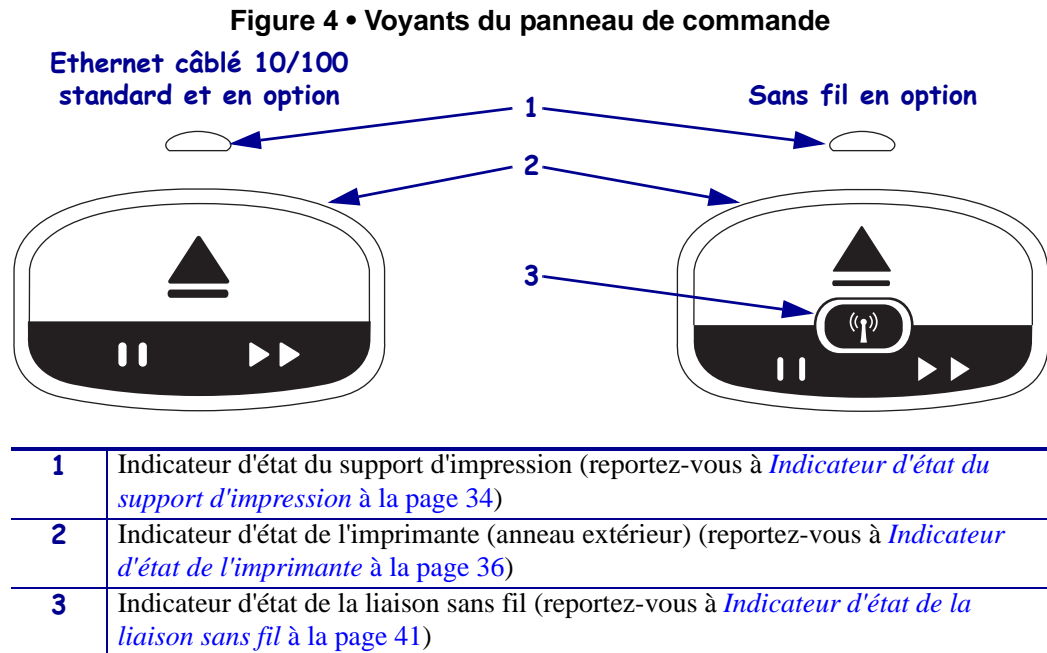 Figure 4 • Voyants du panneau de commande
Ethernet câblé 10/100
standard et en option
Sans fil en option
1
2
3
1 Indicateur d'état du support d'impression (reportez-vous à Indicateur d'état du
support d'impression à la page 34)
2 Indicateur d'état de l'imprimante (anneau extérieur) (reportez-vous à Indicateur
d'état de l'imprimante à la page 36)
3 Indicateur d'état de la liaison sans fil (reportez-vous à Indicateur d'état de la
liaison sans fil à la page 41)